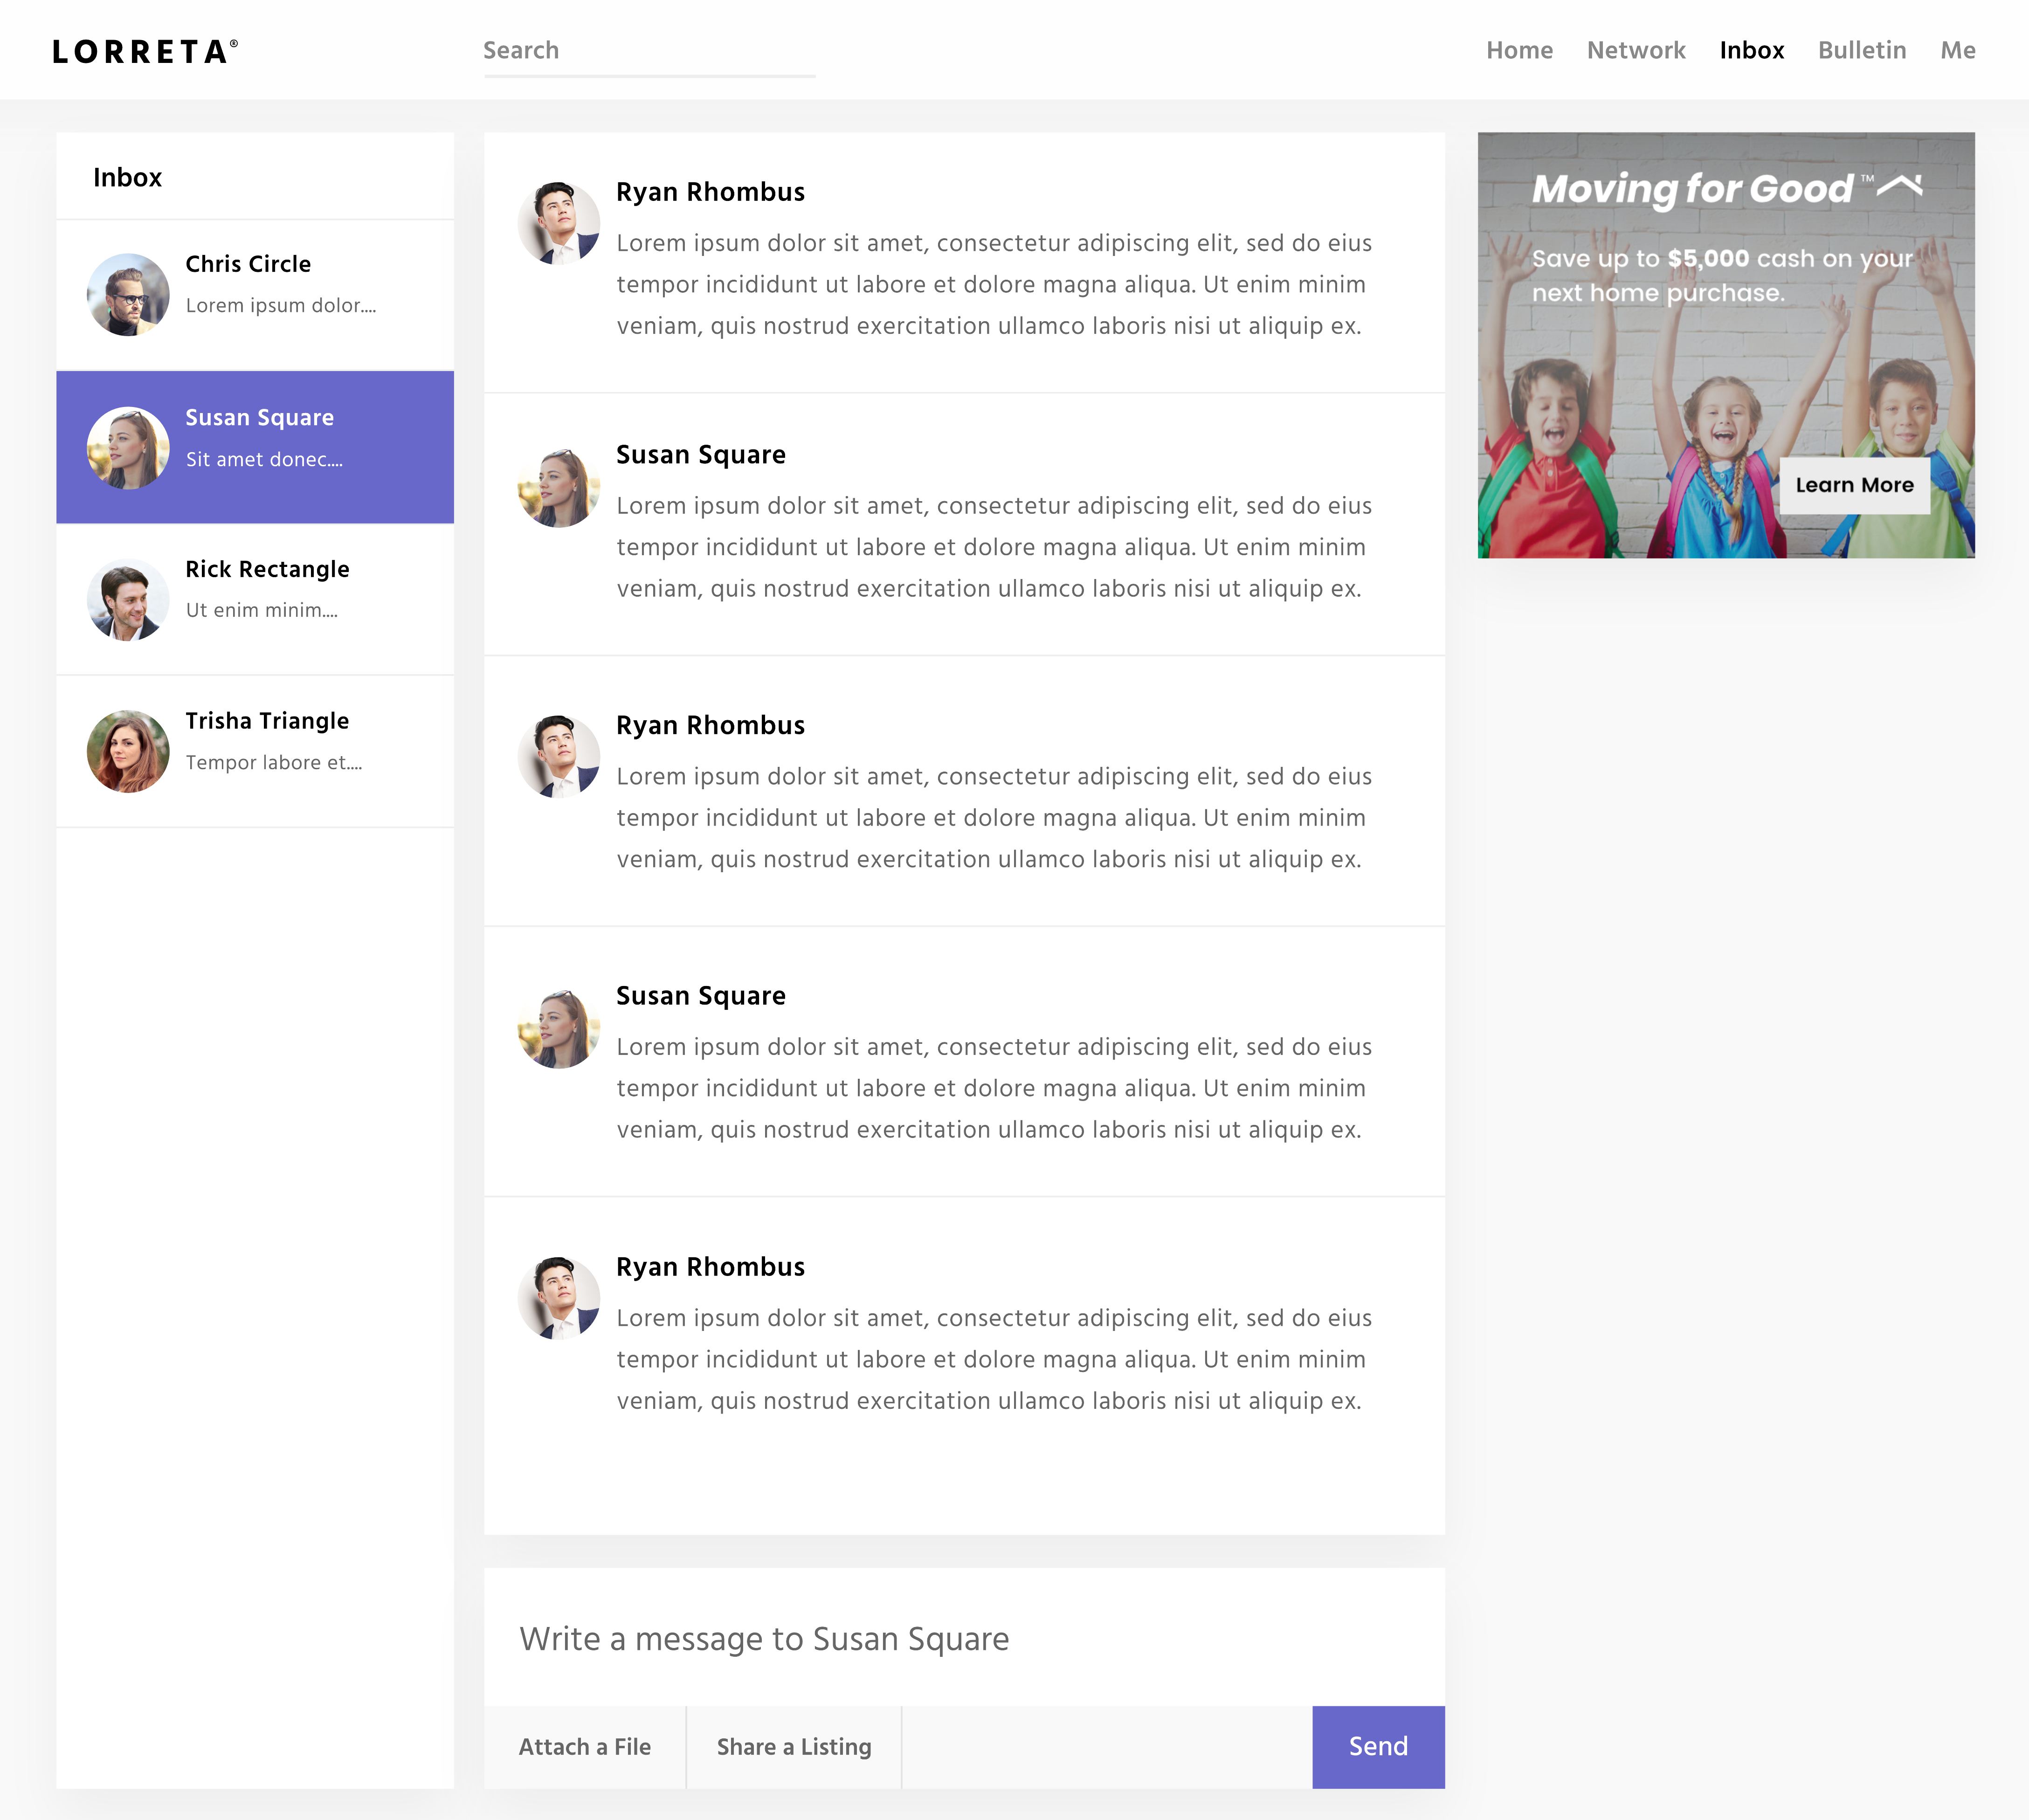 LORRETA®
Search
Home Network Inbox Bulletin Me
Inbox
Chris Circle
Lorem ipsum dolor....
Susan Square
Sit amet donec....
Rick Rectangle
Ut enim minim....
Trisha Triangle
Tempor labore et....
Ryan Rhombus
Lorem ipsum dolor sit amet, consectetur adipiscing elit, sed do eius
tempor incididunt ut labore et dolore magna aliqua. Ut enim minim
veniam, quis nostrud exercitation ullamco laboris nisi ut aliquip ex.
Susan Square
Lorem ipsum dolor sit amet, consectetur adipiscing elit, sed do eius
tempor incididunt ut labore et dolore magna aliqua. Ut enim minim
veniam, quis nostrud exercitation ullamco laboris nisi ut aliquip ex.
Ryan Rhombus
Lorem ipsum dolor sit amet, consectetur adipiscing elit, sed do eius
tempor incididunt ut labore et dolore magna aliqua. Ut enim minim
veniam, quis nostrud exercitation ullamco laboris nisi ut aliquip ex.
Susan Square
Lorem ipsum dolor sit amet, consectetur adipiscing elit, sed do eius
tempor incididunt ut labore et dolore magna aliqua. Ut enim minim
veniam, quis nostrud exercitation ullamco laboris nisi ut aliquip ex.
Ryan Rhombus
Lorem ipsum dolor sit amet, consectetur adipiscing elit, sed do eius
tempor incididunt ut labore et dolore magna aliqua. Ut enim minim
veniam, quis nostrud exercitation ullamco laboris nisi ut aliquip ex.
Write a message to Susan Square
Attach a File Share a Listing Send
Moving for Good ™
Save up to $5,000 cash on your
next home purchase.
Learn More